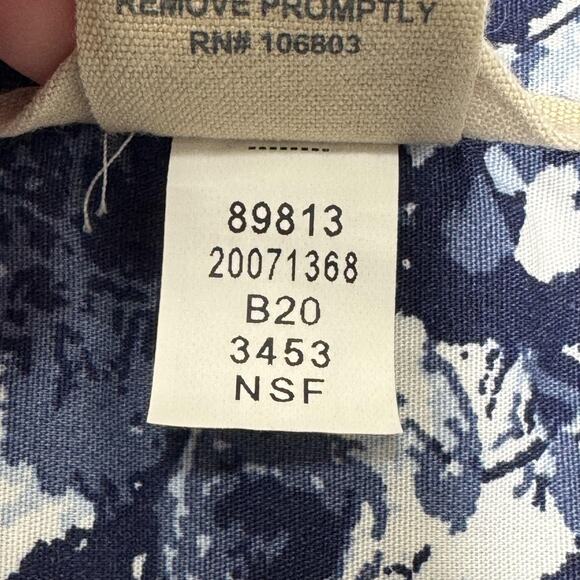 REMOVE PROMPTLY
RN# 106803
89813
20071368
B20
3453
NSF